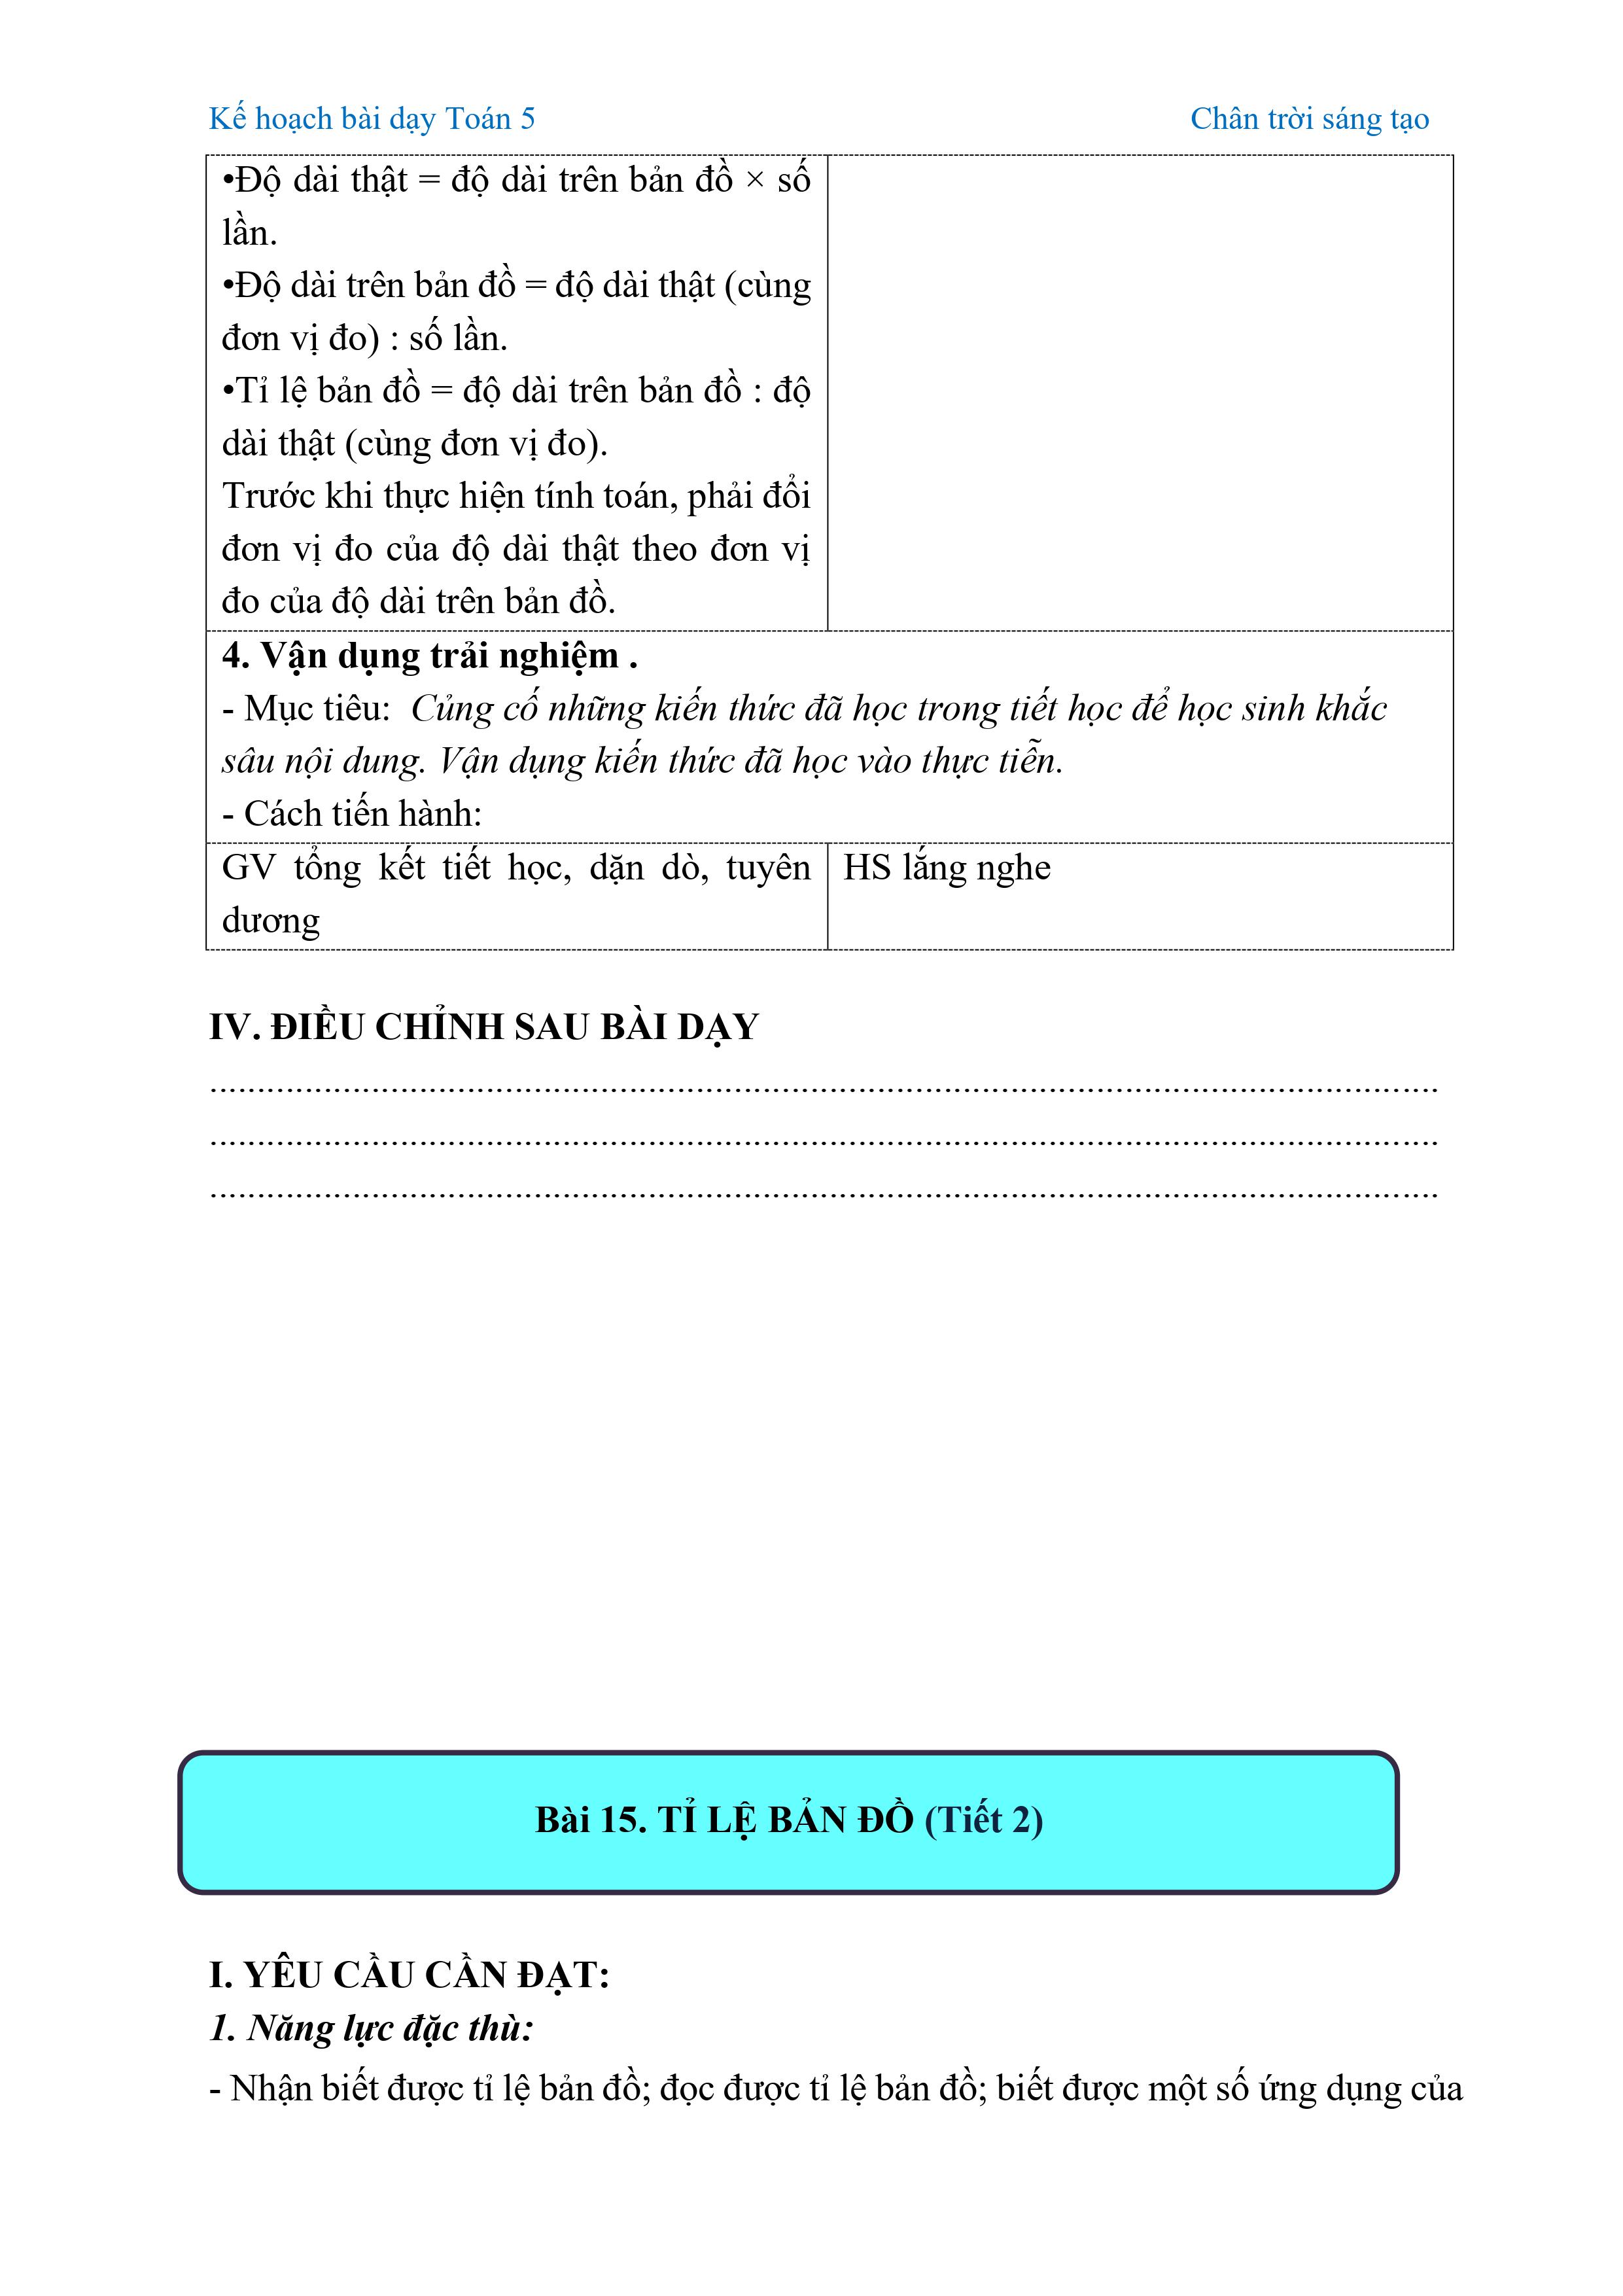 Kế hoạch bài dạy Toán 5 Chân trời sáng tạo
•Độ dài thật = độ dài trên bản đồ × số
lần.
•Độ dài trên bản đồ = độ dài thật (cùng
đơn vị đo) : số lần.
•Tỉ lệ bản đồ = độ dài trên bản đồ : độ
dài thật (cùng đơn vị đo).
Trước khi thực hiện tính toán, phải đổi
đơn vị đo của độ dài thật theo đơn vị
đo của độ dài trên bản đồ.
4. Vận dụng trải nghiệm .
- Mục tiêu: Củng cố những kiến thức đã học trong tiết học để học sinh khắc
sâu nội dung. Vận dụng kiến thức đã học vào thực tiễn.
- Cách tiến hành:
GV tổng kết tiết học, dặn dò, tuyên
dương
HS lắng nghe
IV. ĐIỀU CHỈNH SAU BÀI DẠY
................................................................................................................
................................................................................................................
................................................................................................................
Bài 15. TỈ LỆ BẢN ĐỒ (Tiết 2)
I. YÊU CẦU CẦN ĐẠT:
1. Năng lực đặc thù:
- Nhận biết được tỉ lệ bản đồ; đọc được tỉ lệ bản đồ; biết được một số ứng dụng của